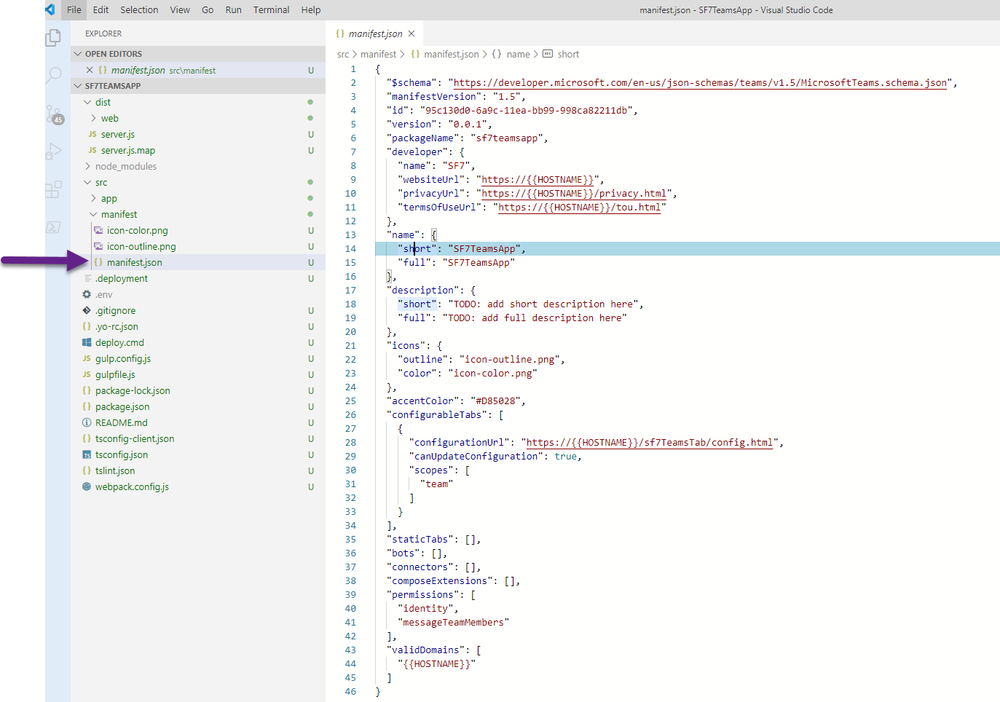 File Edit Selection View Go Run Terminal Help manifest.json - SF7TeamsApp - Visual Studio Code
EXPLORER
OPEN EDITORS
{} manifest.json src\manifest U
SF7TEAMSAPP
dist
web
JS server.js U
JS server.js.map U
node_modules
src
app
manifest
icon-color.png U
icon-outline.png U
{} manifest.json U
.deployment U
.env
.gitignore U
{} .yo-rc.json U
deploy.cmd U
JS gulp.config.js U
JS gulpfile.js U
{} package-lock.json U
{} package.json U
README.md U
{} tsconfig-client.json U
TS tsconfig.json U
{} tslint.json U
webpack.config.js U
45
{} manifest.json
src > manifest > {} manifest.json > {} name > abc short
1 {
2 "$schema": "https://developer.microsoft.com/en-us/json-schemas/teams/v1.5/MicrosoftTeams.schema.json",
3 "manifestVersion": "1.5",
4 "id": "95c130d0-6a9c-11ea-bb99-998ca82211db",
5 "version": "0.0.1",
6 "packageName": "sf7teamsapp",
7 "developer": {
8 "name": "SF7",
9 "websiteUrl": "https://{{HOSTNAME}}",
10 "privacyUrl": "https://{{HOSTNAME}}/privacy.html",
11 "termsOfUseUrl": "https://{{HOSTNAME}}/tou.html"
12 },
13 "name": {
14 "short": "SF7TeamsApp",
15 "full": "SF7TeamsApp"
16 },
17 "description": {
18 "short": "TODO: add short description here",
19 "full": "TODO: add full description here"
20 },
21 "icons": {
22 "outline": "icon-outline.png",
23 "color": "icon-color.png"
24 },
25 "accentColor": "#D85028",
26 "configurableTabs": [
27 {
28 "configurationUrl": "https://{{HOSTNAME}}/sf7TeamsTab/config.html",
29 "canUpdateConfiguration": true,
30 "scopes": [
31 "team"
32 ]
33 }
34 ],
35 "staticTabs": [],
36 "bots": [],
37 "connectors": [],
38 "composeExtensions": [],
39 "permissions": [
40 "identity",
41 "messageTeamMembers"
42 ],
43 "validDomains": [
44 "{{HOSTNAME}}"
45 ]
46 }